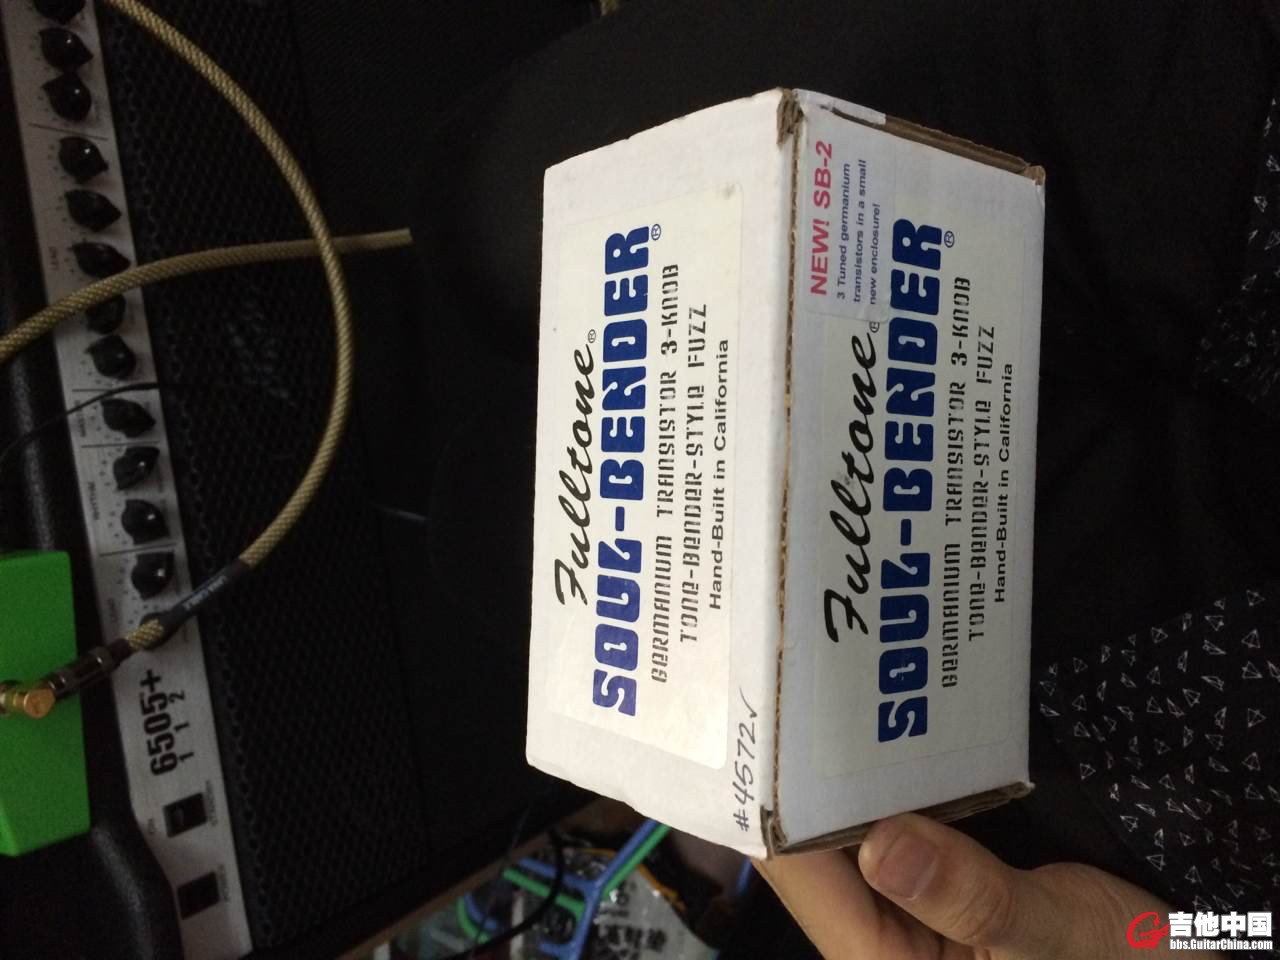 Fulltone®
SOUL-BENDER®
GERMANIUM TRANSISTOR 3-KNOB
TONE-BENDER-STYLE FUZZ
Hand-Built in California
#4572✓
NEW! SB-2
3 Tuned germanium
transistors in a small
new enclosure!
Fulltone®
SOUL-BENDER®
GERMANIUM TRANSISTOR 3-KNOB
TONE-BENDER-STYLE FUZZ
Hand-Built in California
6505+
112
LEAD
RHYTHM
吉他中国
bbs.GuitarChina.com